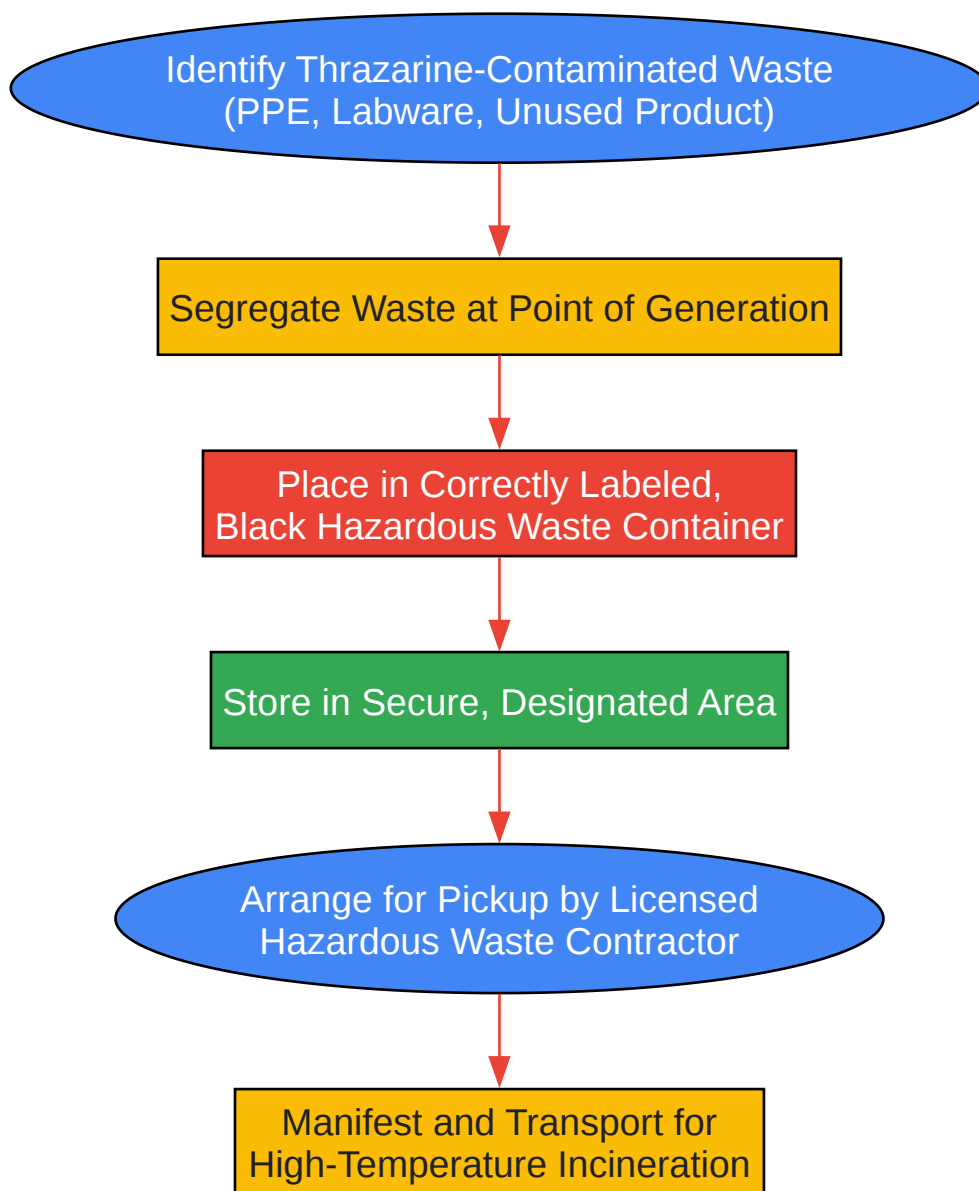 Identify Thrazarine-Contaminated Waste
(PPE, Labware, Unused Product)
Segregate Waste at Point of Generation
Place in Correctly Labeled,
Black Hazardous Waste Container
Store in Secure, Designated Area
Arrange for Pickup by Licensed
Hazardous Waste Contractor
Manifest and Transport for
High-Temperature Incineration